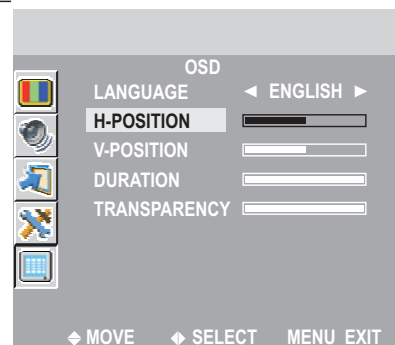 OSD
LANGUAGE ◄ ENGLISH ►
H-POSITION
V-POSITION
DURATION
TRANSPARENCY
MOVE SELECT MENU EXIT